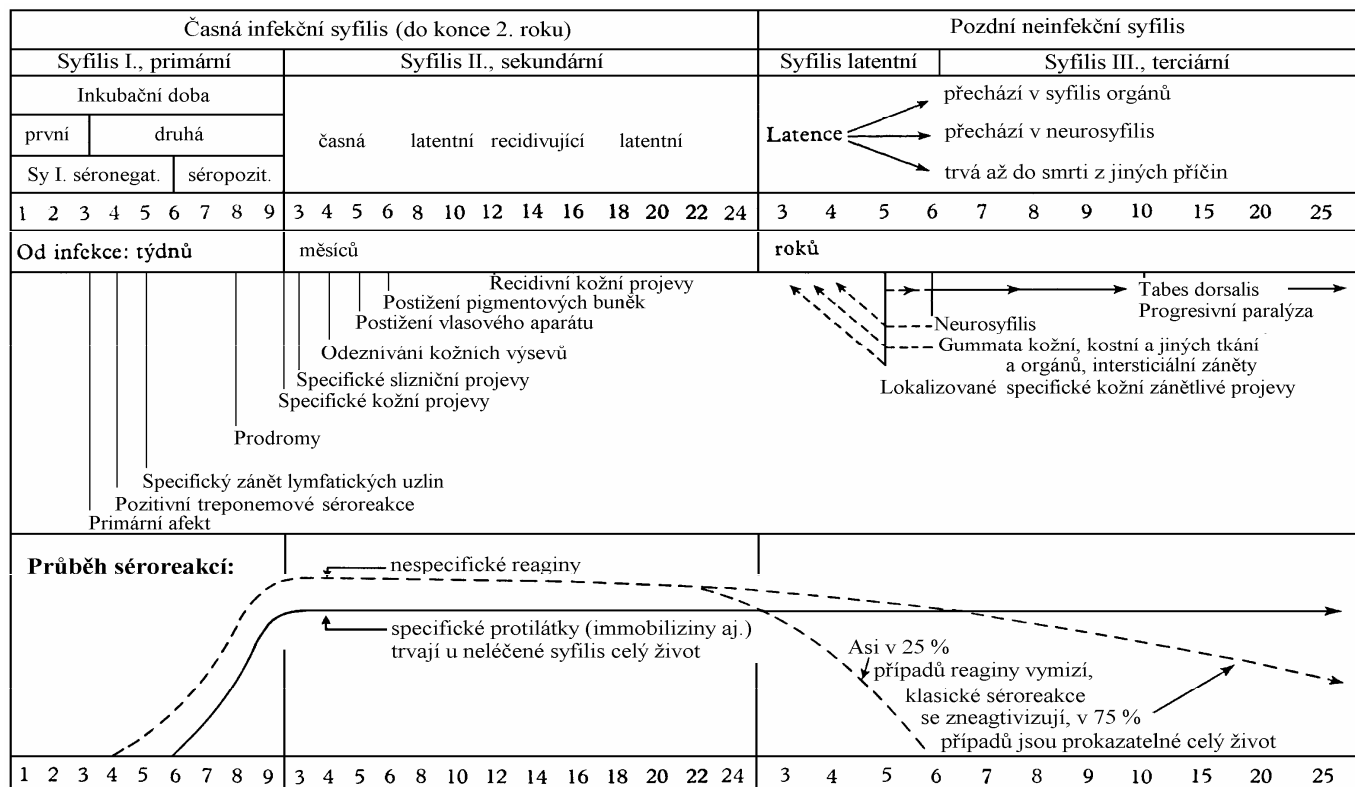 Časná infekční syfilis (do konce 2. roku)
Pozdní neinfekční syfilis
Syfilis I., primární
Syfilis II., sekundární
Syfilis latentní
Syfilis III., terciární
Inkubační doba
první
druhá
Sy I. séronegat.
séropozit.
časná latentní recidivující latentní
Latence
přechází v syfilis orgánů
přechází v neurosyfilis
trvá až do smrti z jiných příčin
1 2 3 4 5 6 7 8 9 3 4 5 6 8 10 12 14 16 18 20 22 24 3 4 5 6 7 8 9 10 15 20 25
Od infekce: týdnů
měsíců
roků
Recidivní kožní projevy
Postižení pigmentových buněk
Postižení vlasového aparátu
Odeznívání kožních výsevů
Specifické slizniční projevy
Specifické kožní projevy
Prodromy
Specifický zánět lymfatických uzlin
Pozitivní treponemové séroreakce
Primární afekt
Tabes dorsalis
Progresivní paralýza
Neurosyfilis
Gummata kožní, kostní a jiných tkání
a orgánů, intersticiální záněty
Lokalizované specifické kožní zánětlivé projevy
Průběh séroreakcí:
nespecifické reaginy
specifické protilátky (immobiliziny aj.)
trvají u neléčené syfilis celý život
Asi v 25 %
případů reaginy vymizí,
klasické séroreakce
se zneagtivizují, v 75 %
případů jsou prokazatelné celý život
1 2 3 4 5 6 7 8 9 3 4 5 6 8 10 12 14 16 18 20 22 24 3 4 5 6 7 8 9 10 15 20 25